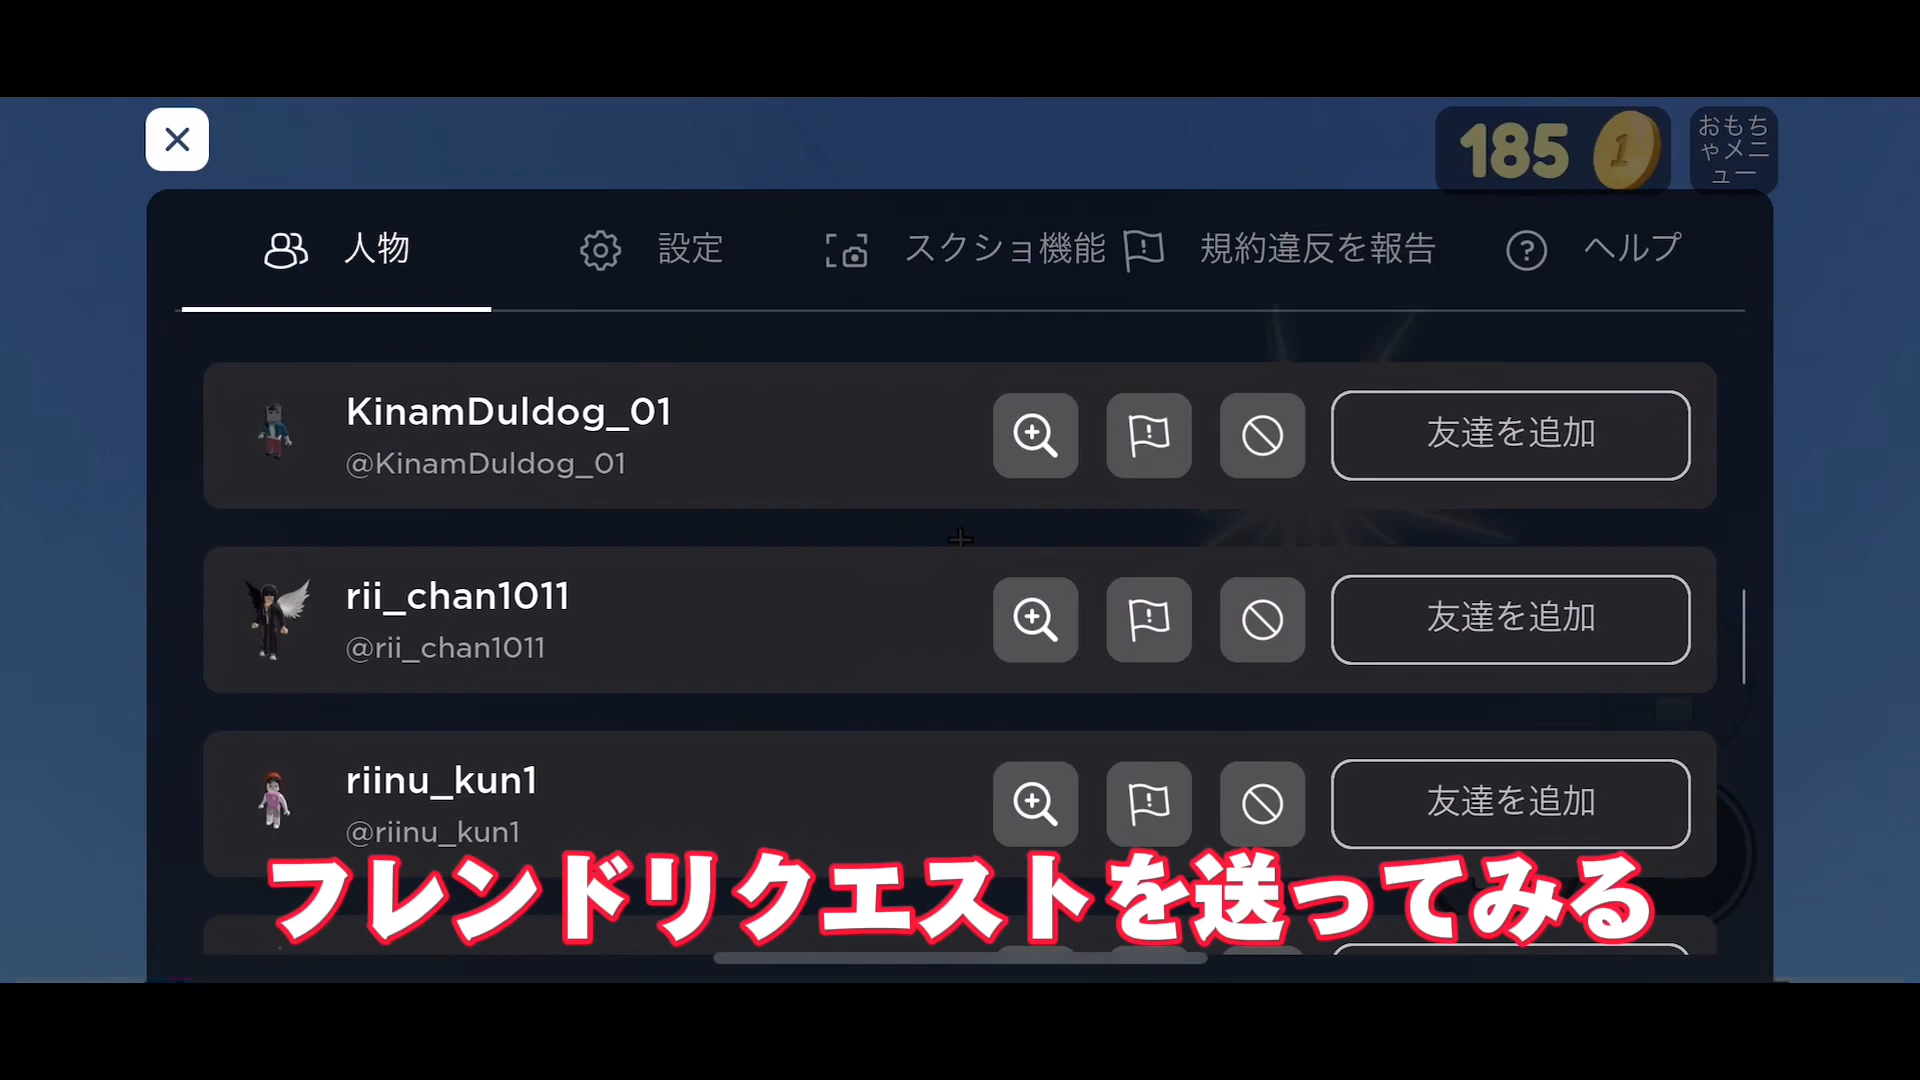 185
おもち
ゃメニ
ュー
人物
設定
スクショ機能
規約違反を報告
ヘルプ
KinamDuldog_01
@KinamDuldog_01
友達を追加
rii_chan1011
@rii_chan1011
友達を追加
riinu_kun1
@riinu_kun1
友達を追加
フレンドリクエストを送ってみる